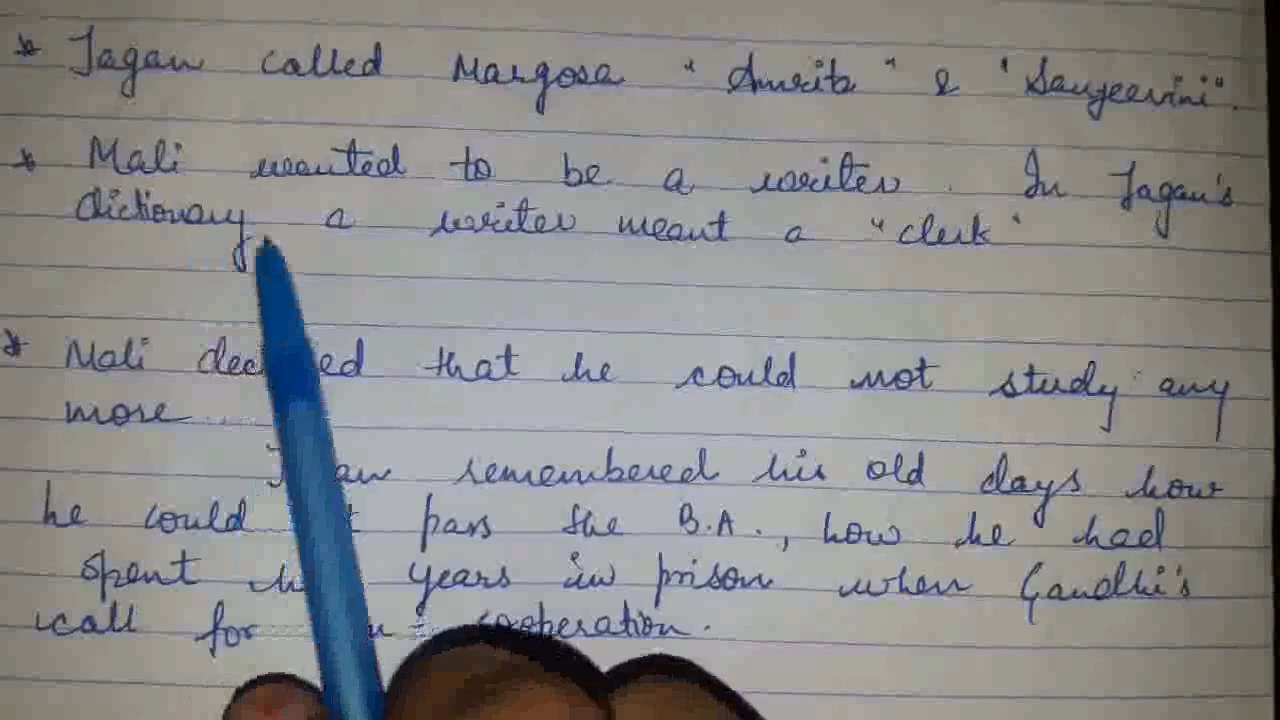 * Jagan called Margosa "Amrita" & "Sanjeevini".
* Mali wanted to be a writer. In Jagan's
dictionary a writer meant a "clerk"
* Mali that he could not study any
more
remembered his old days how
he could pass the B.A., how he had
spent years in prison when Gandhi's
call for cooperation.